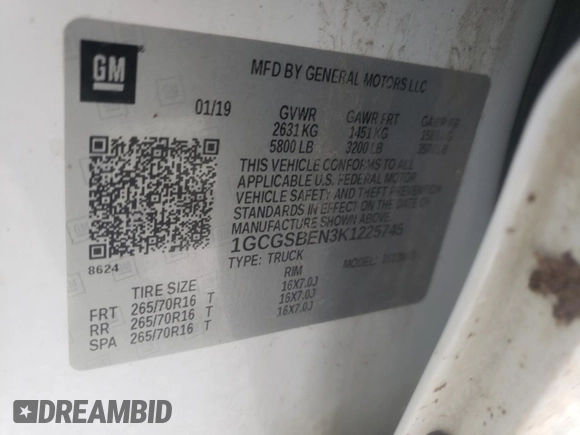 GM
MFD BY GENERAL MOTORS LLC
01/19 GVWR GAWR FRT GAWR RR
2631 KG 1451 KG
5800 LB 3200 LB
THIS VEHICLE CONFORMS TO ALL
APPLICABLE U.S. FEDERAL MOTOR
VEHICLE SAFETY AND THEFT PREVENTION
STANDARDS IN EFFECT ON THE DATE OF
MANUFACTURE SHOWN ABOVE.
1GCGSBEN3K1225745
TYPE: TRUCK MODEL:
8624
TIRE SIZE RIM
FRT 265/70R16 T 16X7.0J
RR 265/70R16 T 16X7.0J
SPA 265/70R16 T 16X7.0J
DREAMBID